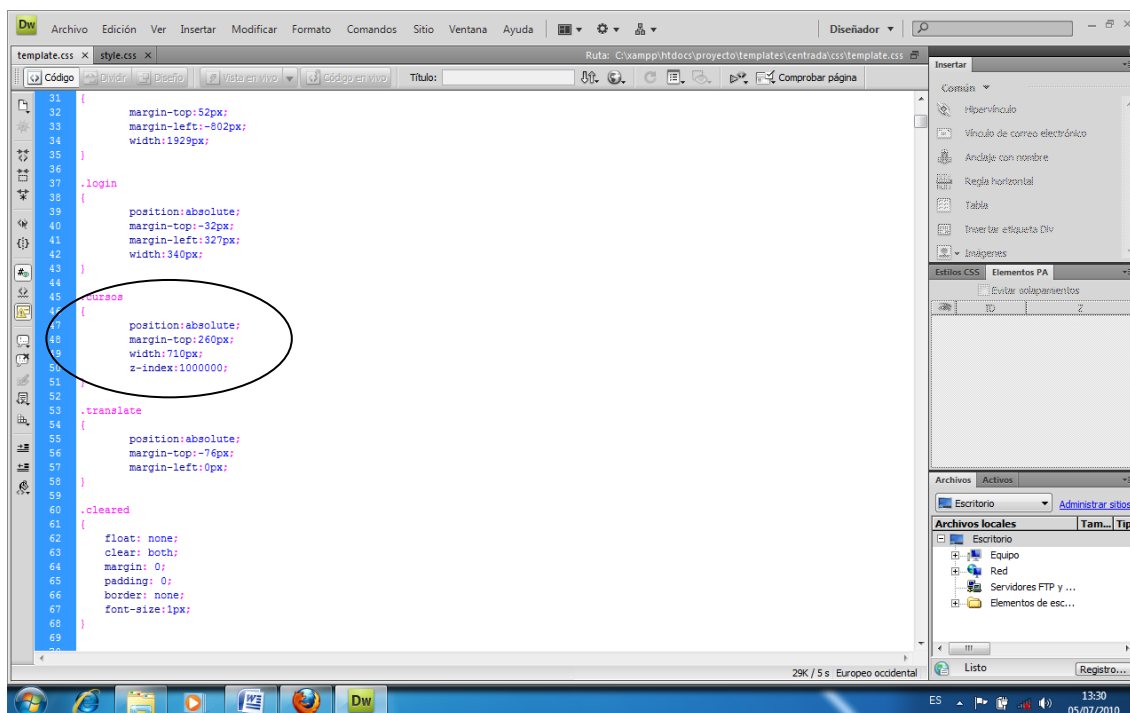 Dw Archivo Edición Ver Insertar Modificar Formato Comandos Sitio Ventana Ayuda Diseñador
template.css style.css Ruta: C:\xampp\htdocs\proyecto\templates\centrada\css\template.css
Código Dividir Diseño Vista en vivo Código en vivo Título: Comprobar página
31 {
32 margin-top:52px;
33 margin-left:-802px;
34 width:1929px;
35 }
36
37 .login
38 {
39 position:absolute;
40 margin-top:-32px;
41 margin-left:327px;
42 width:340px;
43 }
44
45 .cursos
46 {
47 position:absolute;
48 margin-top:260px;
49 width:710px;
50 z-index:1000000;
51 }
52
53 .translate
54 {
55 position:absolute;
56 margin-top:-76px;
57 margin-left:0px;
58 }
59
60 .cleared
61 {
62 float: none;
63 clear: both;
64 margin: 0;
65 padding: 0;
66 border: none;
67 font-size:1px;
68 }
69
29K / 5 s Europeo occidental
Insertar
Común
Hipervínculo
Vínculo de correo electrónico
Anclaje con nombre
Regla horizontal
Tabla
Insertar etiqueta Div
Imágenes
Estilos CSS Elementos PA
Evitar solapamientos
ID Z
Archivos Activos
Escritorio Administrar sitios
Archivos locales Tam... Tip
Escritorio
Equipo
Red
Servidores FTP y ...
Elementos de esc...
Listo Registro...
Dw
ES 13:30
05/07/2010